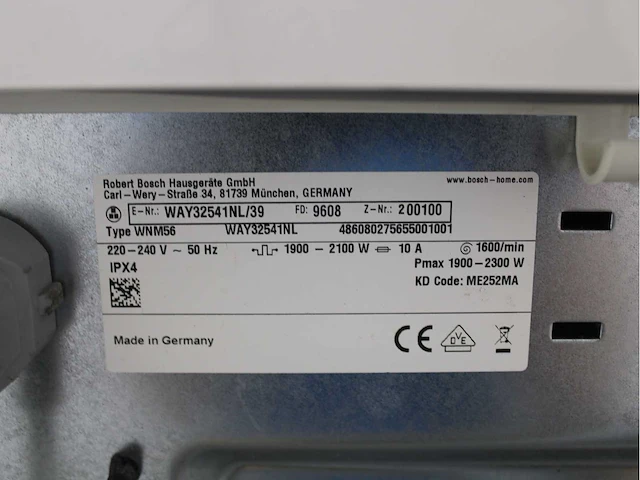 Robert Bosch Hausgeräte GmbH www.bosch-home.com
Carl-Wery-Straße 34, 81739 München, GERMANY
E-Nr.: WAY32541NL/39 FD: 9608 Z-Nr.: 200100
Type WNM56 WAY32541NL 486080275655001001
220-240 V ~ 50 Hz 1900 - 2100 W 10 A 1600/min
IPX4 Pmax 1900-2300 W
KD Code: ME252MA
Made in Germany CE DVE